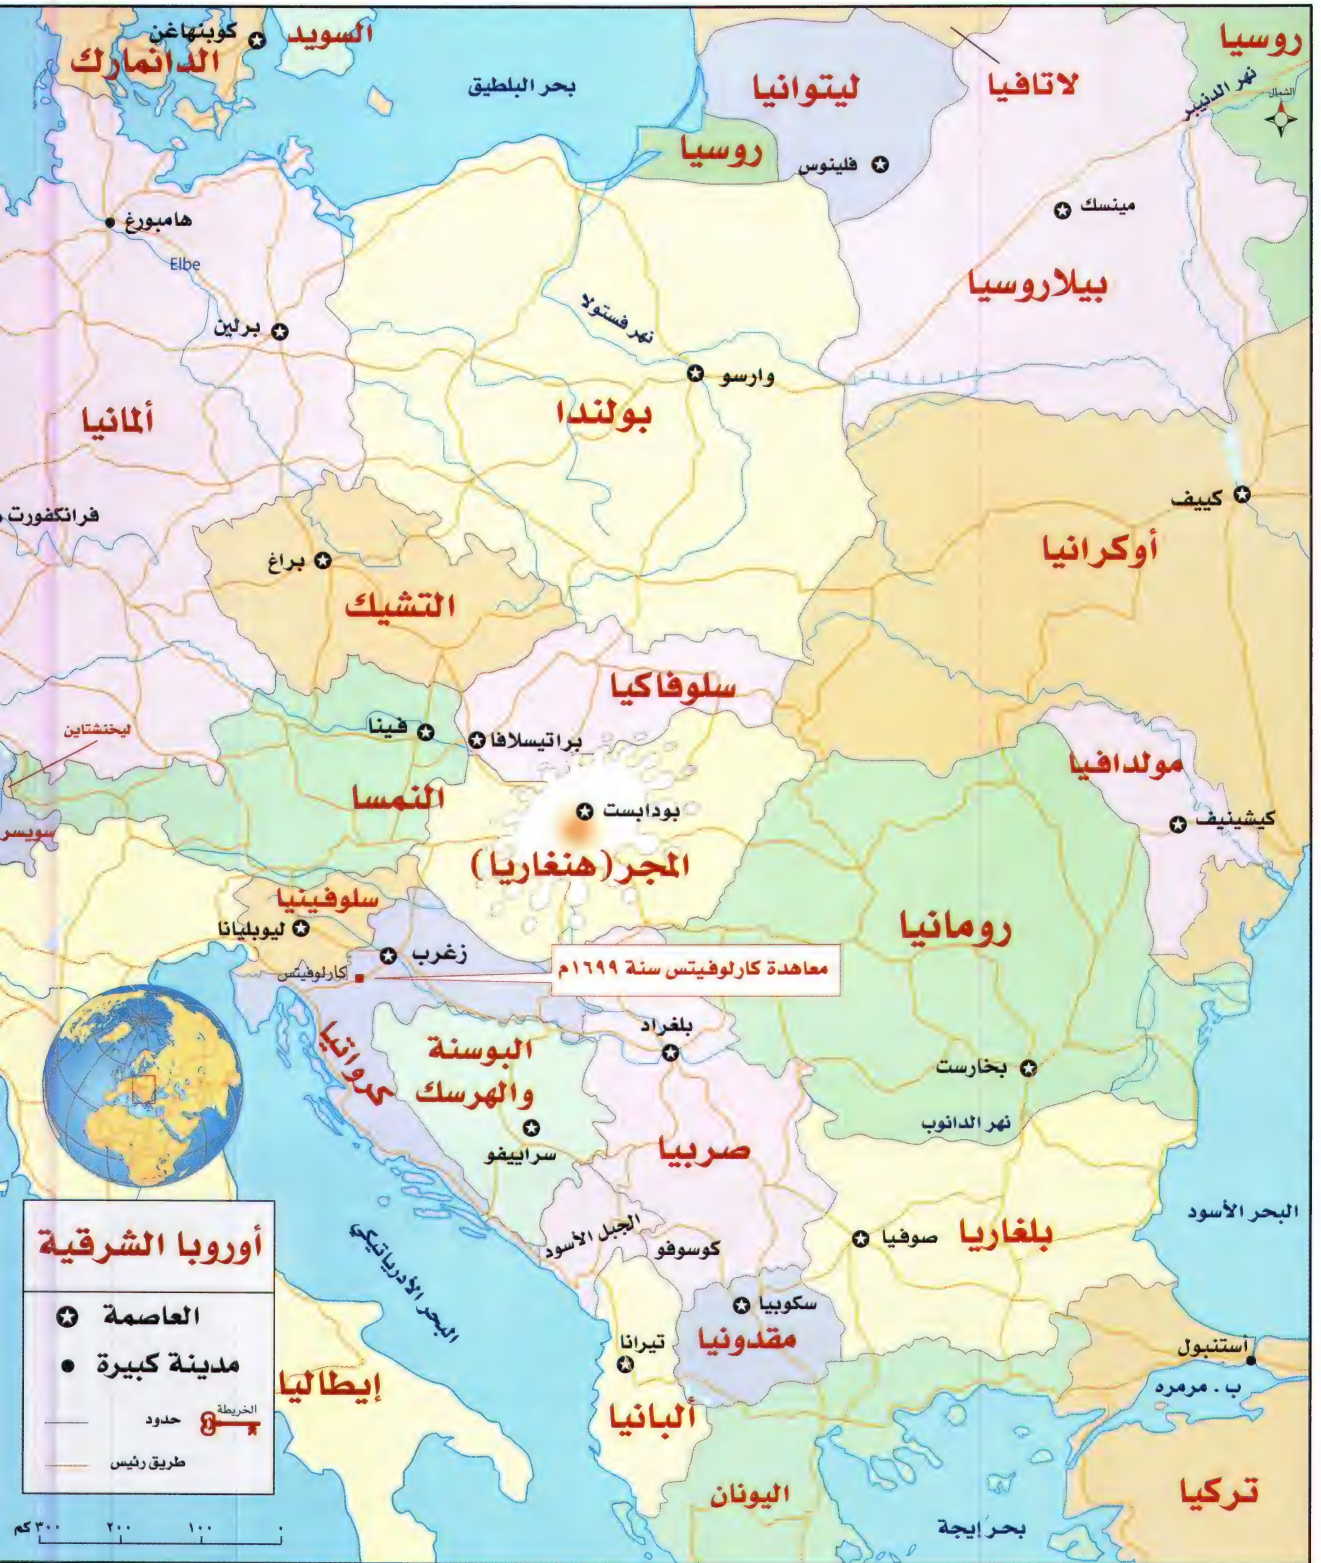 كوبنهاغن
السويد
الدانمارك
روسيا
نهر الدنيبر
الشمال
بحر البلطيق
ليتوانيا
لاتافيا
روسيا
فلينوس
مينسك
هامبورغ
Elbe
بيلاروسيا
نهر فستولا
برلين
وارسو
ألمانيا
بولندا
كييف
فرانكفورت
أوكرانيا
براغ
التشيك
سلوفاكيا
ليخنشتاين
فينا
براتيسلافا
مولدافيا
النمسا
بودابست
كيشينيف
سويسر
المجر (هنغاريا)
سلوفينيا
ليوبليانا
رومانيا
زغرب
كارلوفيتس
معاهدة كارلوفيتس سنة ١٦٩٩م
كرواتيا
بلغراد
البوسنة
والهرسك
بخارست
سراييفو
نهر الدانوب
صربيا
البحر الأسود
الجبل الأسود
كوسوفو
صوفيا
بلغاريا
البحر الأدرياتيكي
سكوبيا
مقدونيا
تيرانا
أستنبول
ب. مرمره
إيطاليا
ألبانيا
اليونان
تركيا
بحر إيجة
أوروبا الشرقية
العاصمة
مدينة كبيرة
الخريطة
حدود
طريق رئيس
٣٠٠ كم
٢٠٠
١٠٠
٠